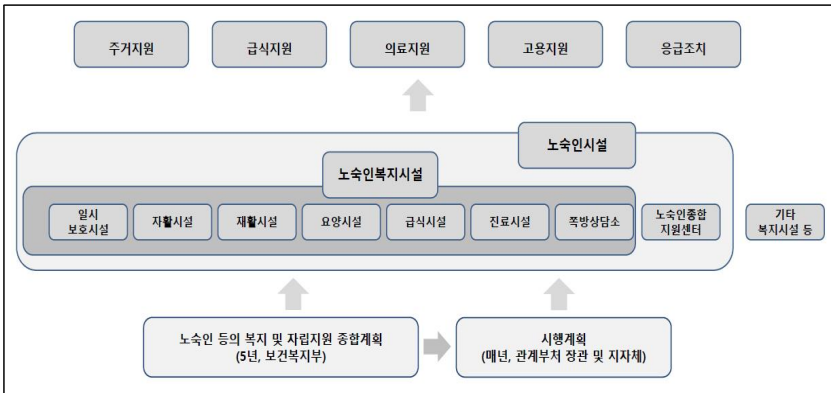 주거지원
급식지원
의료지원
고용지원
응급조치
노숙인시설
노숙인복지시설
일시
보호시설
자활시설
재활시설
요양시설
급식시설
진료시설
쪽방상담소
노숙인종합
지원센터
기타
복지시설 등
노숙인 등의 복지 및 자립지원 종합계획
(5년, 보건복지부)
시행계획
(매년, 관계부처 장관 및 지자체)